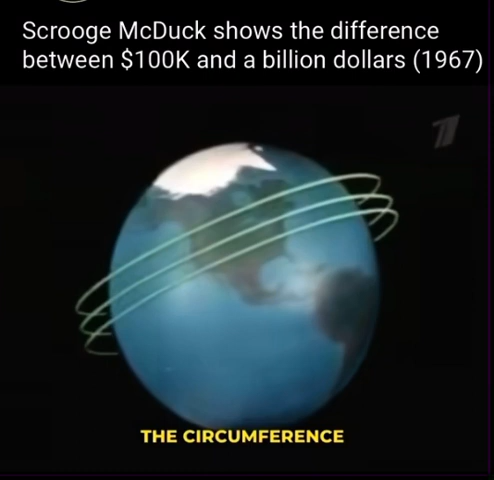 Scrooge McDuck shows the difference
between $100K and a billion dollars (1967)
THE CIRCUMFERENCE